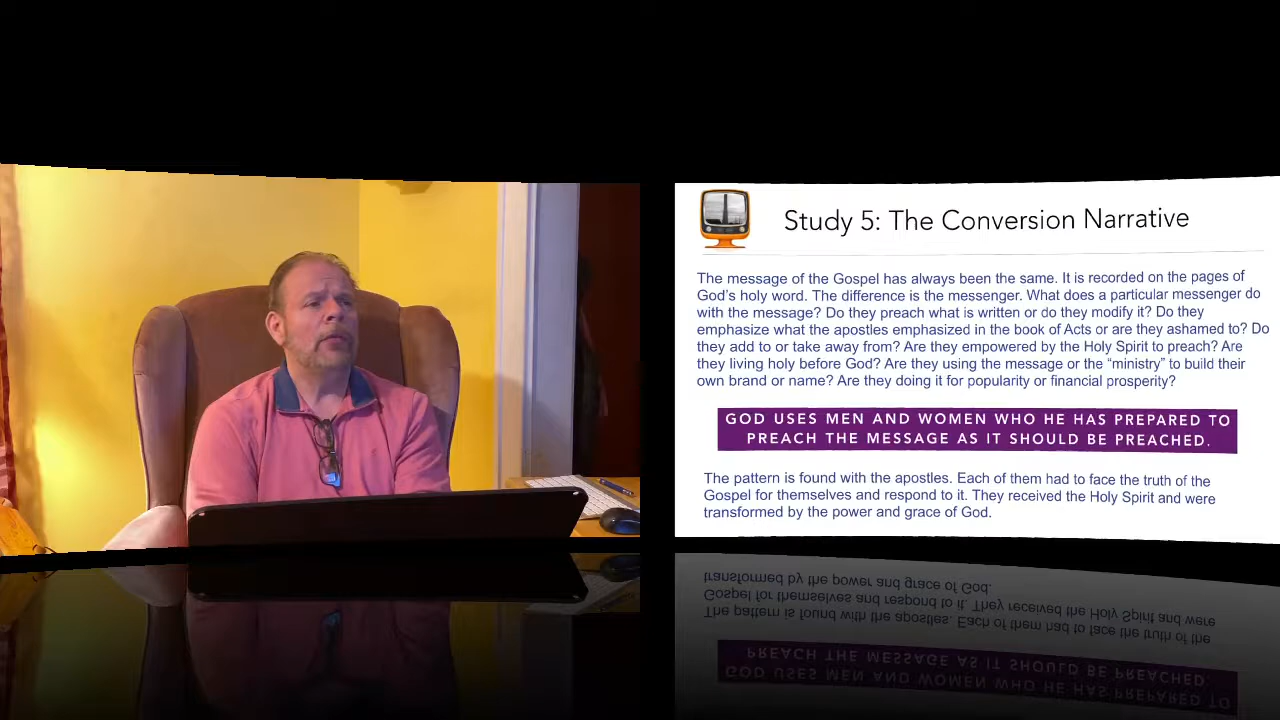 Study 5: The Conversion Narrative
The message of the Gospel has always been the same. It is recorded on the pages of
God's holy word. The difference is the messenger. What does a particular messenger do
with the message? Do they preach what is written or do they modify it? Do they
emphasize what the apostles emphasized in the book of Acts or are they ashamed to? Do
they add to or take away from? Are they empowered by the Holy Spirit to preach? Are
they living holy before God? Are they using the message or the “ministry” to build their
own brand or name? Are they doing it for popularity or financial prosperity?
GOD USES MEN AND WOMEN WHO HE HAS PREPARED TO
PREACH THE MESSAGE AS IT SHOULD BE PREACHED.
The pattern is found with the apostles. Each of them had to face the truth of the
Gospel for themselves and respond to it. They received the Holy Spirit and were
transformed by the power and grace of God.